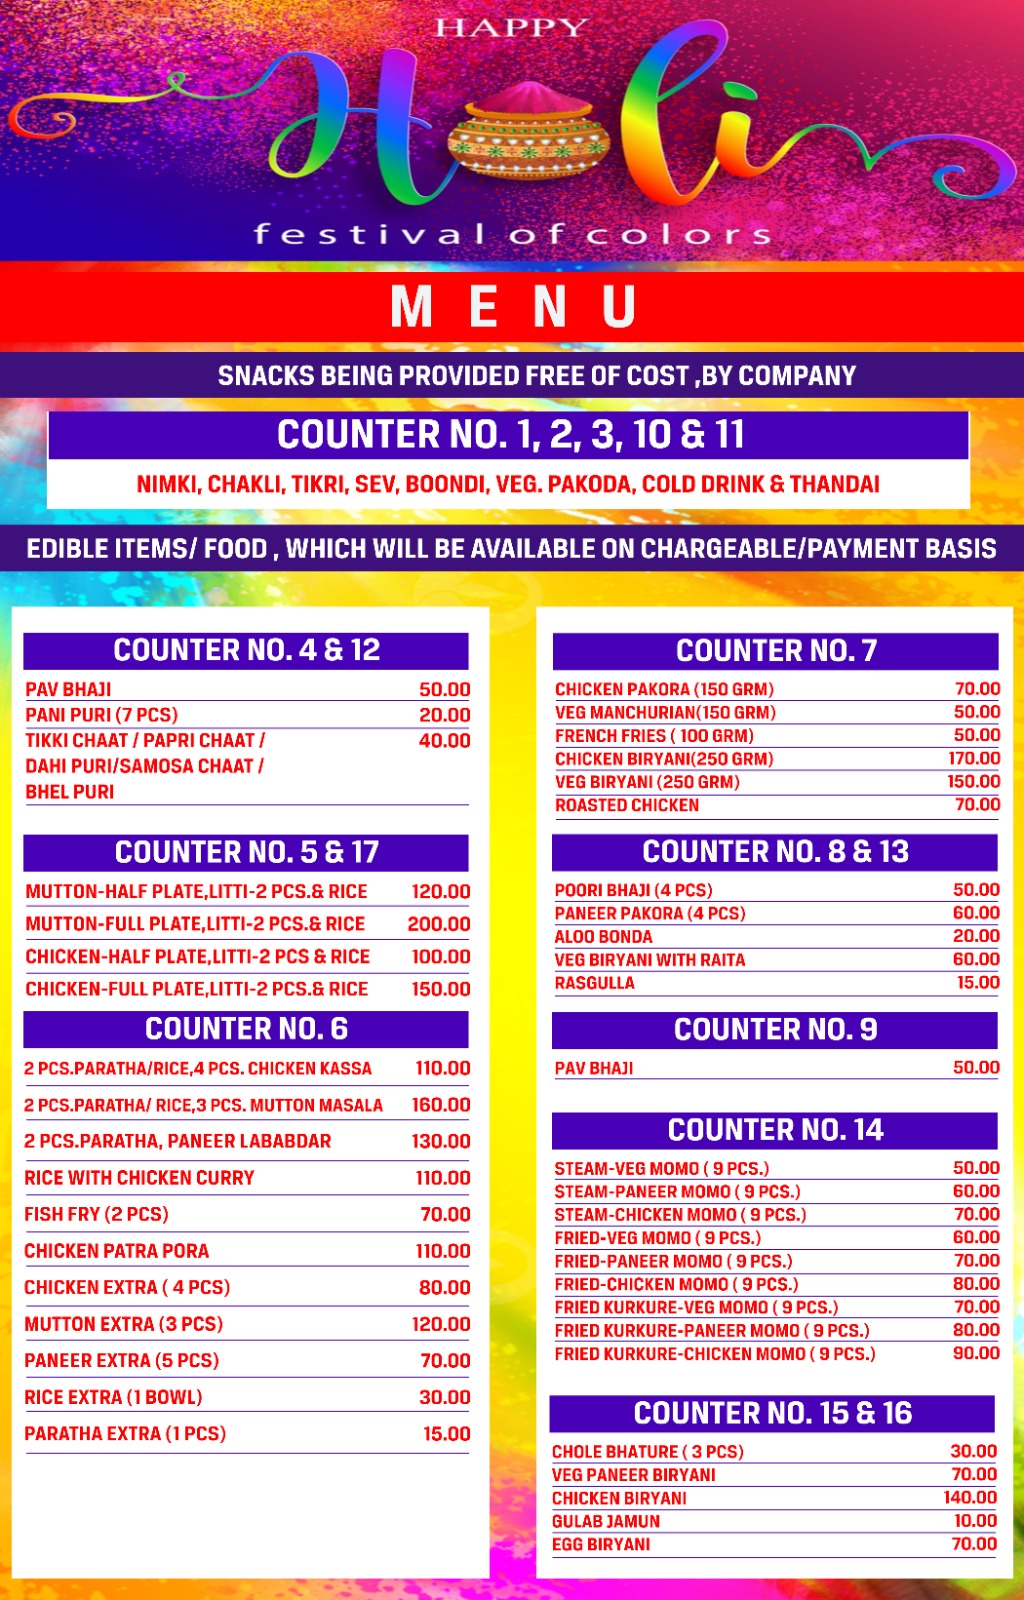 HAPPY
Holi
festival of colors
MENU
SNACKS BEING PROVIDED FREE OF COST ,BY COMPANY
COUNTER NO. 1, 2, 3, 10 & 11
NIMKI, CHAKLI, TIKRI, SEV, BOONDI, VEG. PAKODA, COLD DRINK & THANDAI
EDIBLE ITEMS/ FOOD , WHICH WILL BE AVAILABLE ON CHARGEABLE/PAYMENT BASIS
COUNTER NO. 4 & 12
PAV BHAJI 50.00
PANI PURI (7 PCS) 20.00
TIKKI CHAAT / PAPRI CHAAT / 40.00
DAHI PURI/SAMOSA CHAAT /
BHEL PURI
COUNTER NO. 5 & 17
MUTTON-HALF PLATE,LITTI-2 PCS.& RICE 120.00
MUTTON-FULL PLATE,LITTI-2 PCS.& RICE 200.00
CHICKEN-HALF PLATE,LITTI-2 PCS & RICE 100.00
CHICKEN-FULL PLATE,LITTI-2 PCS.& RICE 150.00
COUNTER NO. 6
2 PCS.PARATHA/RICE,4 PCS. CHICKEN KASSA 110.00
2 PCS.PARATHA/ RICE,3 PCS. MUTTON MASALA 160.00
2 PCS.PARATHA, PANEER LABABDAR 130.00
RICE WITH CHICKEN CURRY 110.00
FISH FRY (2 PCS) 70.00
CHICKEN PATRA PORA 110.00
CHICKEN EXTRA ( 4 PCS) 80.00
MUTTON EXTRA (3 PCS) 120.00
PANEER EXTRA (5 PCS) 70.00
RICE EXTRA (1 BOWL) 30.00
PARATHA EXTRA (1 PCS) 15.00
COUNTER NO. 7
CHICKEN PAKORA (150 GRM) 70.00
VEG MANCHURIAN(150 GRM) 50.00
FRENCH FRIES ( 100 GRM) 50.00
CHICKEN BIRYANI(250 GRM) 170.00
VEG BIRYANI (250 GRM) 150.00
ROASTED CHICKEN 70.00
COUNTER NO. 8 & 13
POORI BHAJI (4 PCS) 50.00
PANEER PAKORA (4 PCS) 60.00
ALOO BONDA 20.00
VEG BIRYANI WITH RAITA 60.00
RASGULLA 15.00
COUNTER NO. 9
PAV BHAJI 50.00
COUNTER NO. 14
STEAM-VEG MOMO ( 9 PCS.) 50.00
STEAM-PANEER MOMO ( 9 PCS.) 60.00
STEAM-CHICKEN MOMO ( 9 PCS.) 70.00
FRIED-VEG MOMO ( 9 PCS.) 60.00
FRIED-PANEER MOMO ( 9 PCS.) 70.00
FRIED-CHICKEN MOMO ( 9 PCS.) 80.00
FRIED KURKURE-VEG MOMO ( 9 PCS.) 70.00
FRIED KURKURE-PANEER MOMO ( 9 PCS.) 80.00
FRIED KURKURE-CHICKEN MOMO ( 9 PCS.) 90.00
COUNTER NO. 15 & 16
CHOLE BHATURE ( 3 PCS) 30.00
VEG PANEER BIRYANI 70.00
CHICKEN BIRYANI 140.00
GULAB JAMUN 10.00
EGG BIRYANI 70.00